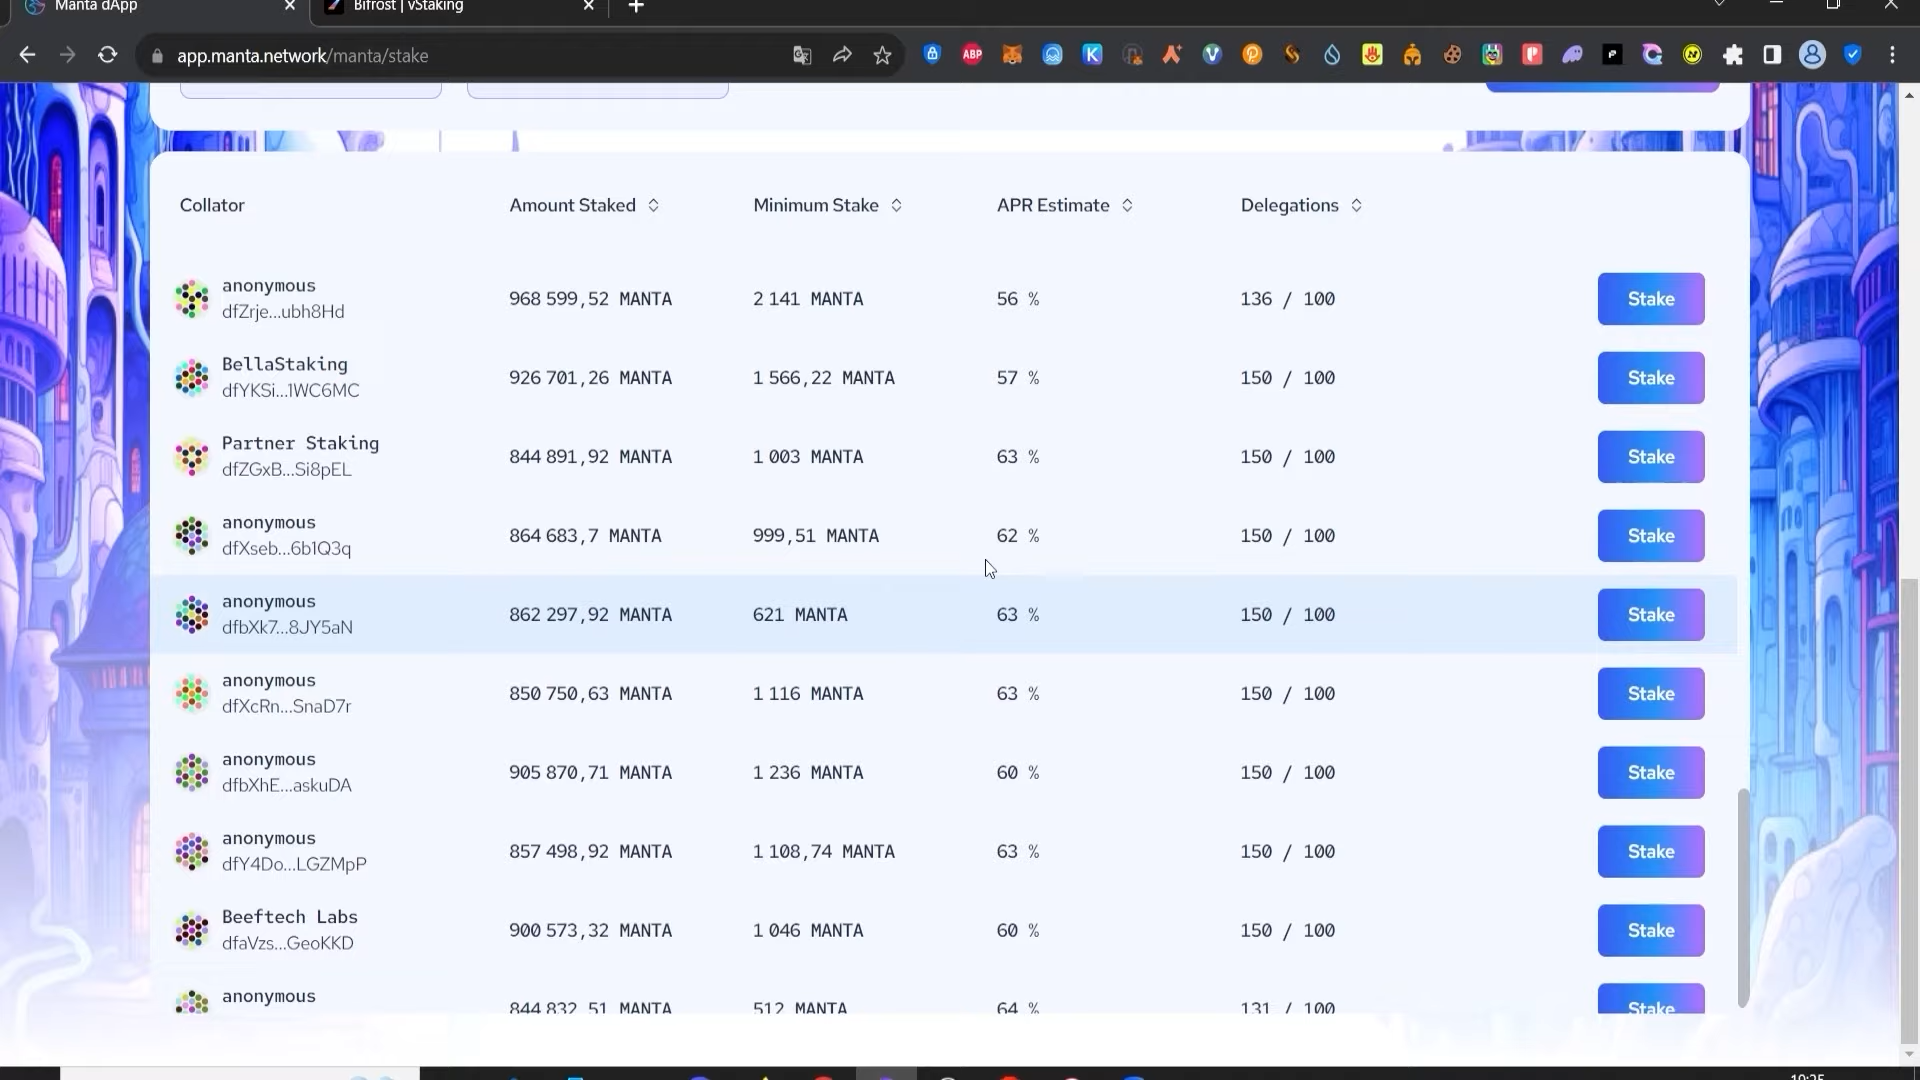 Manta dApp
Bifrost | vStaking
app.manta.network/manta/stake
ABP
Collator Amount Staked Minimum Stake APR Estimate Delegations
anonymous
dfZrje...ubh8Hd
968 599,52 MANTA 2 141 MANTA 56 % 136 / 100 Stake
BellaStaking
dfYKSi...1WC6MC
926 701,26 MANTA 1 566,22 MANTA 57 % 150 / 100 Stake
Partner Staking
dfZGxB...Si8pEL
844 891,92 MANTA 1 003 MANTA 63 % 150 / 100 Stake
anonymous
dfXseb...6b1Q3q
864 683,7 MANTA 999,51 MANTA 62 % 150 / 100 Stake
anonymous
dfbXk7...8JY5aN
862 297,92 MANTA 621 MANTA 63 % 150 / 100 Stake
anonymous
dfXcRn...SnaD7r
850 750,63 MANTA 1 116 MANTA 63 % 150 / 100 Stake
anonymous
dfbXhE...askuDA
905 870,71 MANTA 1 236 MANTA 60 % 150 / 100 Stake
anonymous
dfY4Do...LGZMpP
857 498,92 MANTA 1 108,74 MANTA 63 % 150 / 100 Stake
Beeftech Labs
dfaVzs...GeoKKD
900 573,32 MANTA 1 046 MANTA 60 % 150 / 100 Stake
anonymous
844 832,51 MANTA 512 MANTA 64 % 131 / 100 Stake
10:25